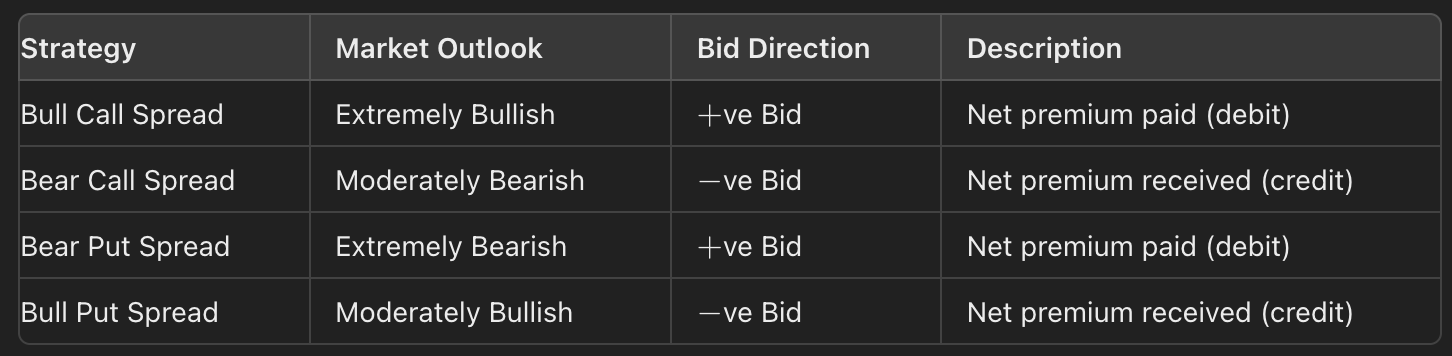 Strategy Market Outlook Bid Direction Description
Bull Call Spread Extremely Bullish +ve Bid Net premium paid (debit)
Bear Call Spread Moderately Bearish −ve Bid Net premium received (credit)
Bear Put Spread Extremely Bearish +ve Bid Net premium paid (debit)
Bull Put Spread Moderately Bullish −ve Bid Net premium received (credit)